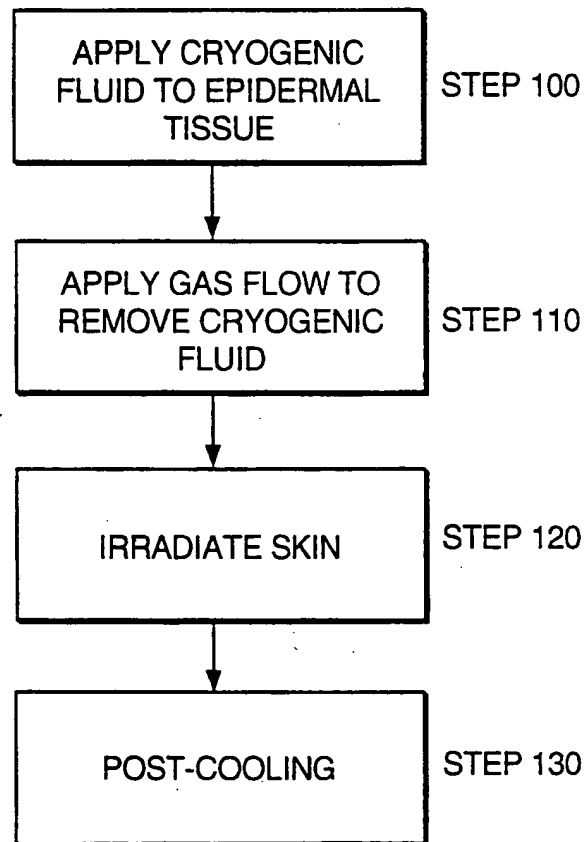 APPLY CRYOGENIC
FLUID TO EPIDERMAL
TISSUE
STEP 100
APPLY GAS FLOW TO
REMOVE CRYOGENIC
FLUID
STEP 110
IRRADIATE SKIN
STEP 120
POST-COOLING
STEP 130